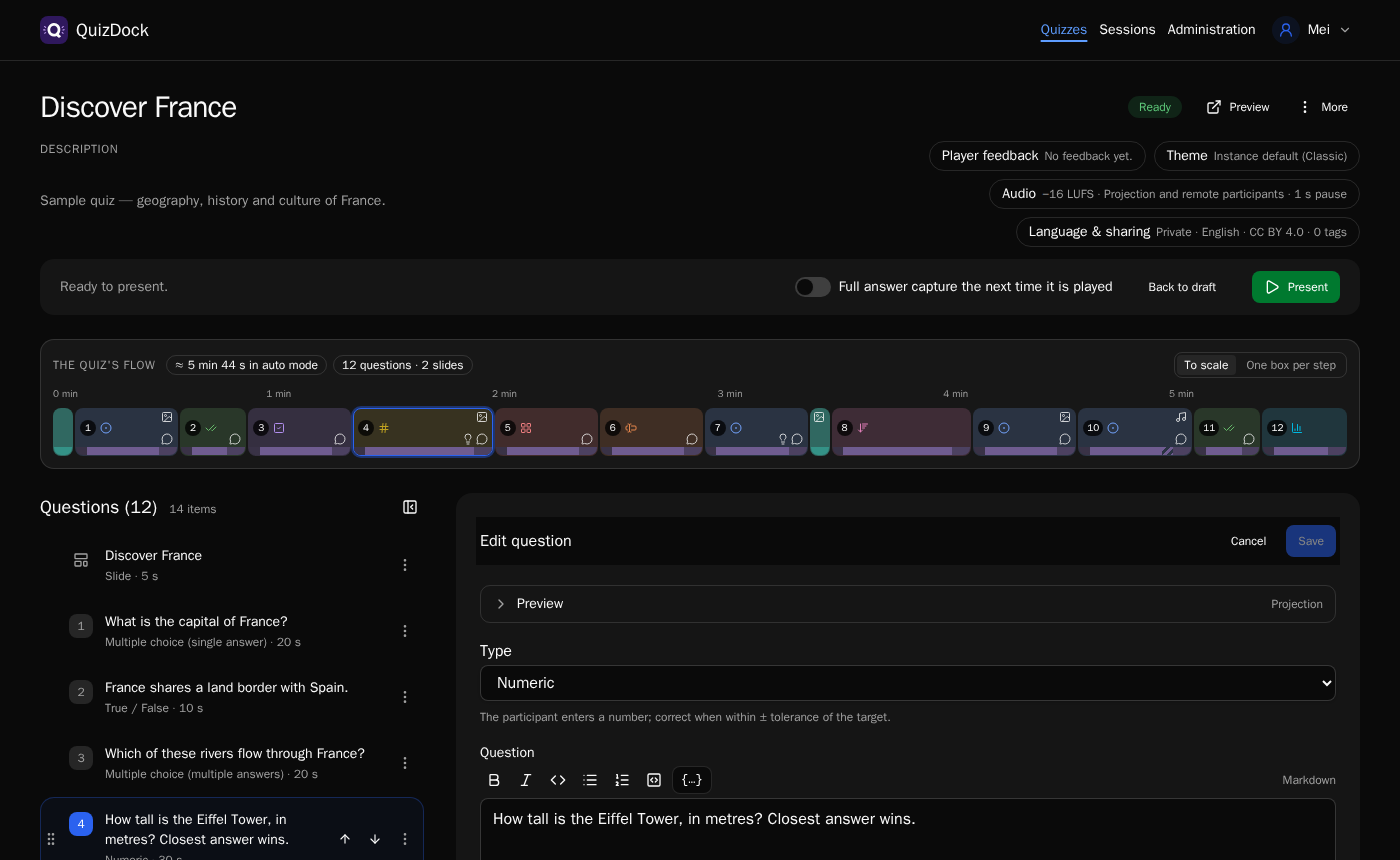 QuizDock
Quizzes Sessions Administration Mei
Discover France
Ready Preview More
DESCRIPTION
Player feedback No feedback yet. Theme Instance default (Classic)
Audio −16 LUFS · Projection and remote participants · 1 s pause
Sample quiz — geography, history and culture of France.
Language & sharing Private · English · CC BY 4.0 · 0 tags
Ready to present. Full answer capture the next time it is played Back to draft Present
THE QUIZ'S FLOW ≈ 5 min 44 s in auto mode 12 questions · 2 slides To scale One box per step
0 min 1 min 2 min 3 min 4 min 5 min
1 2 3 4 5 6 7 8 9 10 11 12
Questions (12) 14 items
Discover France
Slide · 5 s
1 What is the capital of France?
Multiple choice (single answer) · 20 s
2 France shares a land border with Spain.
True / False · 10 s
3 Which of these rivers flow through France?
Multiple choice (multiple answers) · 20 s
4 How tall is the Eiffel Tower, in
metres? Closest answer wins.
Numeric · 30 s
Edit question Cancel Save
Preview Projection
Type
Numeric
The participant enters a number; correct when within ± tolerance of the target.
Question
B I {…} Markdown
How tall is the Eiffel Tower, in metres? Closest answer wins.